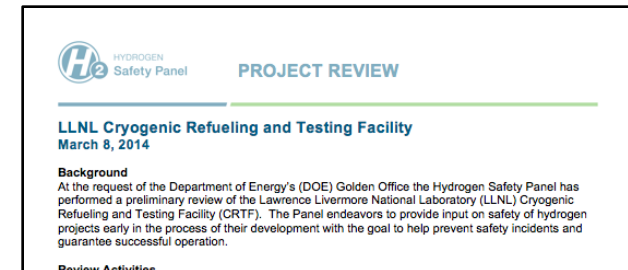 H2
HYDROGEN
Safety Panel
PROJECT REVIEW
LLNL Cryogenic Refueling and Testing Facility
March 8, 2014
Background
At the request of the Department of Energy's (DOE) Golden Office the Hydrogen Safety Panel has
performed a preliminary review of the Lawrence Livermore National Laboratory (LLNL) Cryogenic
Refueling and Testing Facility (CRTF). The Panel endeavors to provide input on safety of hydrogen
projects early in the process of their development with the goal to help prevent safety incidents and
guarantee successful operation.
Review Activities